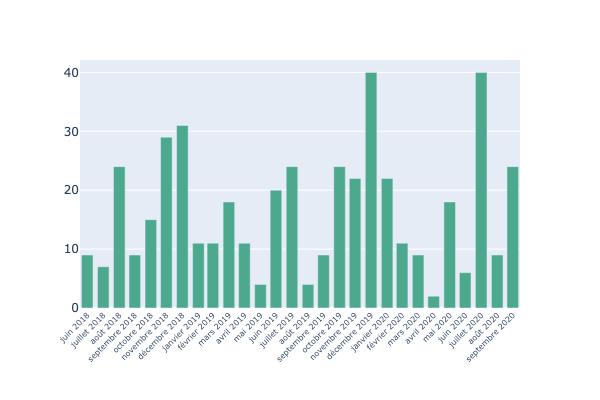 40
30
20
10
0
juin 2018
juillet 2018
août 2018
septembre 2018
octobre 2018
novembre 2018
décembre 2018
janvier 2019
février 2019
mars 2019
avril 2019
mai 2019
juin 2019
juillet 2019
août 2019
septembre 2019
octobre 2019
novembre 2019
décembre 2019
janvier 2020
février 2020
mars 2020
avril 2020
mai 2020
juin 2020
juillet 2020
août 2020
septembre 2020